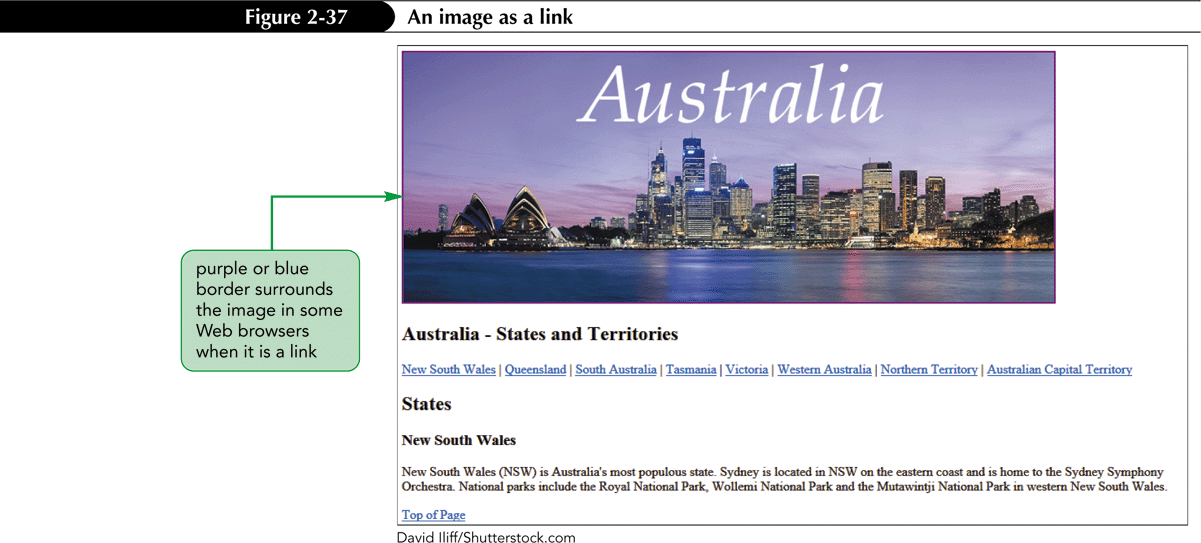 Figure 2-37 An image as a link
Australia
purple or blue
border surrounds
the image in some
Web browsers
when it is a link
Australia - States and Territories
New South Wales | Queensland | South Australia | Tasmania | Victoria | Western Australia | Northern Territory | Australian Capital Territory
States
New South Wales
New South Wales (NSW) is Australia's most populous state. Sydney is located in NSW on the eastern coast and is home to the Sydney Symphony
Orchestra. National parks include the Royal National Park, Wollemi National Park and the Mutawintji National Park in western New South Wales.
Top of Page
David Iliff/Shutterstock.com